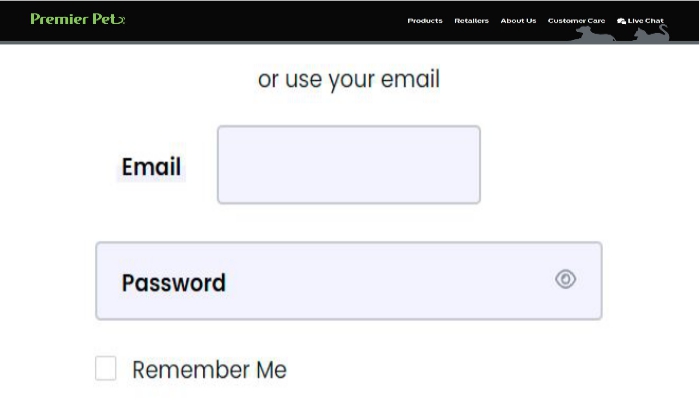 Premier Pet
Products Retailers About Us Customer Care Live Chat
or use your email
Email
Password
Remember Me